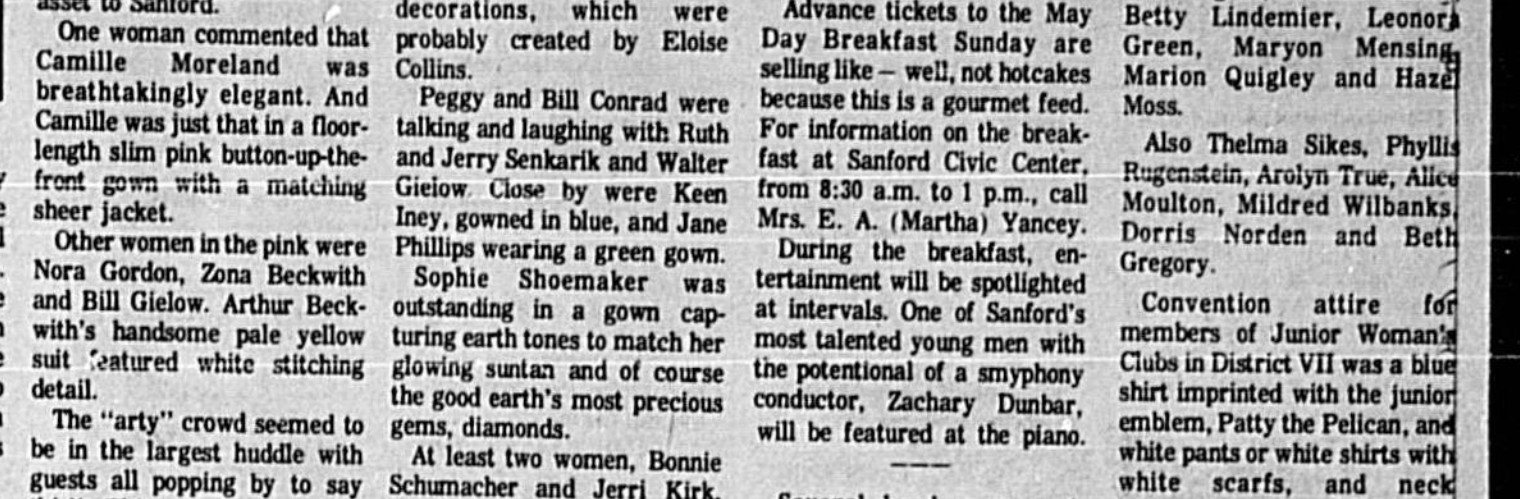 asset to Sanford.
One woman commented that
Camille Moreland was
breathtakingly elegant. And
Camille was just that in a floor-
length slim pink button-up-the-
front gown with a matching
sheer jacket.
Other women in the pink were
Nora Gordon, Zona Beckwith
and Bill Gielow. Arthur Beck-
with's handsome pale yellow
suit featured white stitching
detail.
The "arty" crowd seemed to
be in the largest huddle with
guests all popping by to say
decorations, which were
probably created by Eloise
Collins.
Peggy and Bill Conrad were
talking and laughing with Ruth
and Jerry Senkarik and Walter
Gielow. Close by were Keen
Iney, gowned in blue, and Jane
Phillips wearing a green gown.
Sophie Shoemaker was
outstanding in a gown cap-
turing earth tones to match her
glowing suntan and of course
the good earth's most precious
gems, diamonds.
At least two women, Bonnie
Schumacher and Jerri Kirk,
Advance tickets to the May
Day Breakfast Sunday are
selling like — well, not hotcakes
because this is a gourmet feed.
For information on the break-
fast at Sanford Civic Center,
from 8:30 a.m. to 1 p.m., call
Mrs. E. A. (Martha) Yancey.
During the breakfast, en-
tertainment will be spotlighted
at intervals. One of Sanford's
most talented young men with
the potentional of a smyphony
conductor, Zachary Dunbar,
will be featured at the piano.
Betty Lindemier, Leonora
Green, Maryon Mensing,
Marion Quigley and Hazel
Moss.
Also Thelma Sikes, Phyllis
Rugenstein, Arolyn True, Alice
Moulton, Mildred Wilbanks,
Dorris Norden and Beth
Gregory.
Convention attire for
members of Junior Woman's
Clubs in District VII was a blue
shirt imprinted with the junior
emblem, Patty the Pelican, and
white pants or white shirts with
white scarfs, and neck